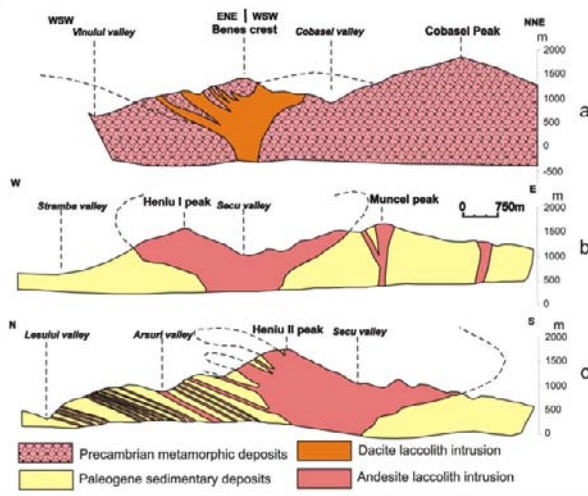 WSW
Vinului valley
ENE | WSW
Benes crest
Cobasel valley
Cobasel Peak
NNE
m
2000
1500
1000
500
0
-500
a
W
Stramba valley
Heniu I peak
Secu valley
Muncel peak
0 750m
E
m
2000
1500
1000
500
0
b
N
Lesului valley
Arsuri valley
Heniu II peak
Secu valley
S
m
2000
1500
1000
500
0
c
Precambrian metamorphic deposits
Dacite laccolith intrusion
Paleogene sedimentary deposits
Andesite laccolith intrusion